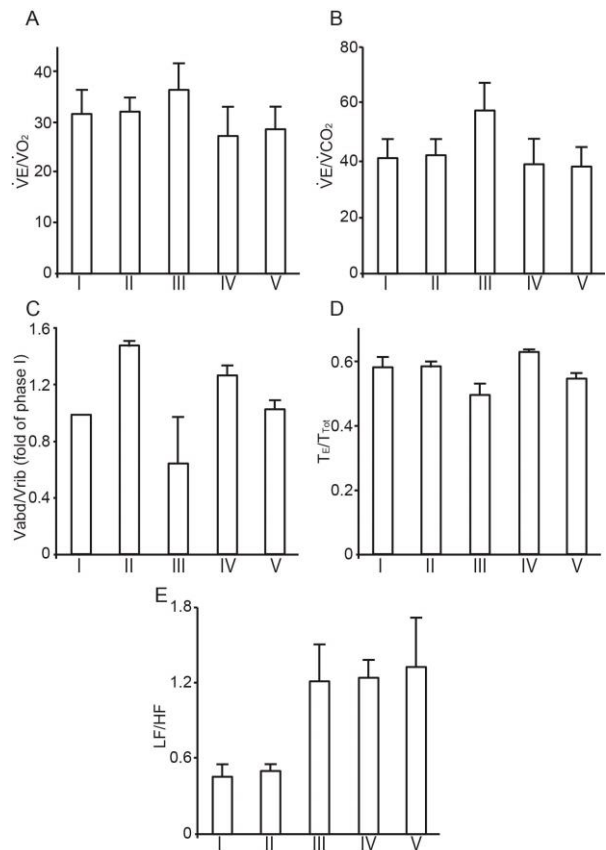 A
40
30
20
10
0
V̇E/V̇O₂
I II III IV V
B
80
60
40
20
0
V̇E/V̇CO₂
I II III IV V
C
1.6
1.2
0.8
0.4
0
Vabd/Vrib (fold of phase I)
I II III IV V
D
0.6
0.4
0.2
0
T_E/T_Tot
I II III IV V
E
1.8
1.2
0.6
0
LF/HF
I II III IV V